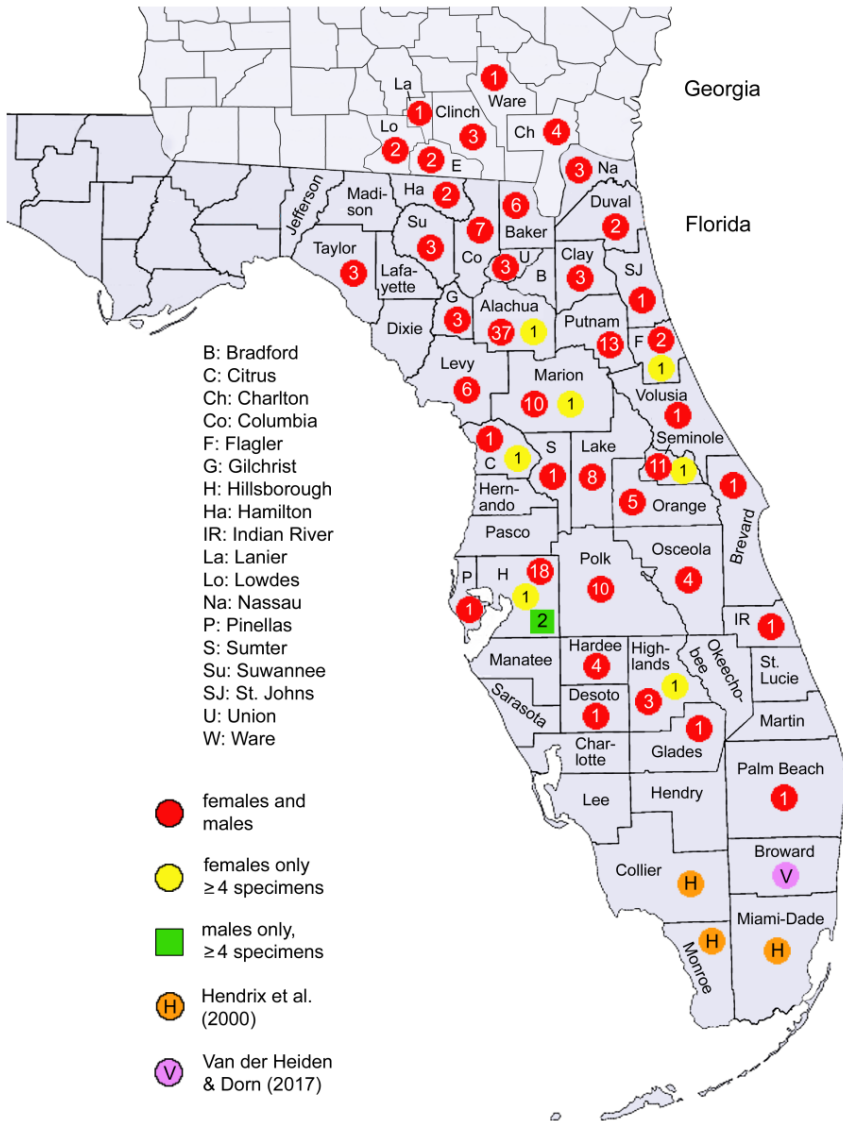 La
1
Ware
1
Georgia
Lo
1
Clinch
3
Ch
4
2
2
E
3
Na
Jefferson
Madi-
son
Ha
2
6
Baker
Duval
2
Florida
Taylor
3
Su
3
7
Co
U
3
B
Clay
3
SJ
1
Lafa-
yette
G
3
Alachua
37
1
Putnam
13
F
2
1
Dixie
Levy
6
Marion
10
1
Volusia
1
Seminole
11
1
1
C
1
S
1
Lake
8
5
Orange
1
Brevard
Hern-
ando
Pasco
P
1
H
18
1
2
Polk
10
Osceola
4
IR
1
Manatee
Hardee
4
High-
lands
1
3
Okeecho-
bee
St.
Lucie
Sarasota
Desoto
1
1
Glades
Martin
Char-
lotte
Palm Beach
1
Lee
Hendry
Collier
H
Broward
V
Monroe
H
Miami-Dade
H
B: Bradford
C: Citrus
Ch: Charlton
Co: Columbia
F: Flagler
G: Gilchrist
H: Hillsborough
Ha: Hamilton
IR: Indian River
La: Lanier
Lo: Lowdes
Na: Nassau
P: Pinellas
S: Sumter
Su: Suwannee
SJ: St. Johns
U: Union
W: Ware
females and
males
females only
≥ 4 specimens
males only,
≥ 4 specimens
H
Hendrix et al.
(2000)
V
Van der Heiden
& Dorn (2017)